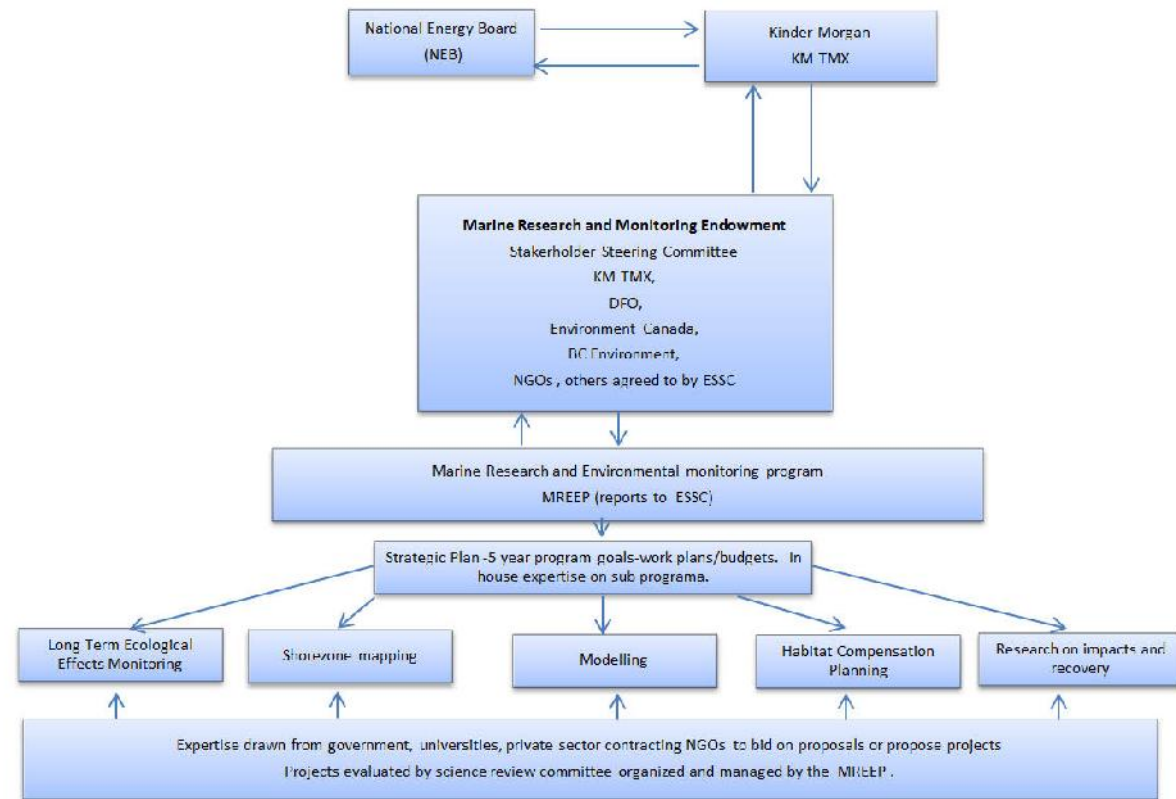 National Energy Board
(NEB)
Kinder Morgan
KM TMX
Marine Research and Monitoring Endowment
Stakerholder Steering Committee
KM TMX,
DFO,
Environment Canada,
BC Environment,
NGOs , others agreed to by ESSC
Marine Research and Environmental monitoring program
MREEP (reports to ESSC)
Strategic Plan -5 year program goals-work plans/budgets. In
house expertise on sub programa.
Long Term Ecological
Effects Monitoring
Shorezone mapping
Modelling
Habitat Compensation
Planning
Research on impacts and
recovery
Expertise drawn from government, universities, private sector contracting NGOs to bid on proposals or propose projects
Projects evaluated by science review committee organized and managed by the MREEP .